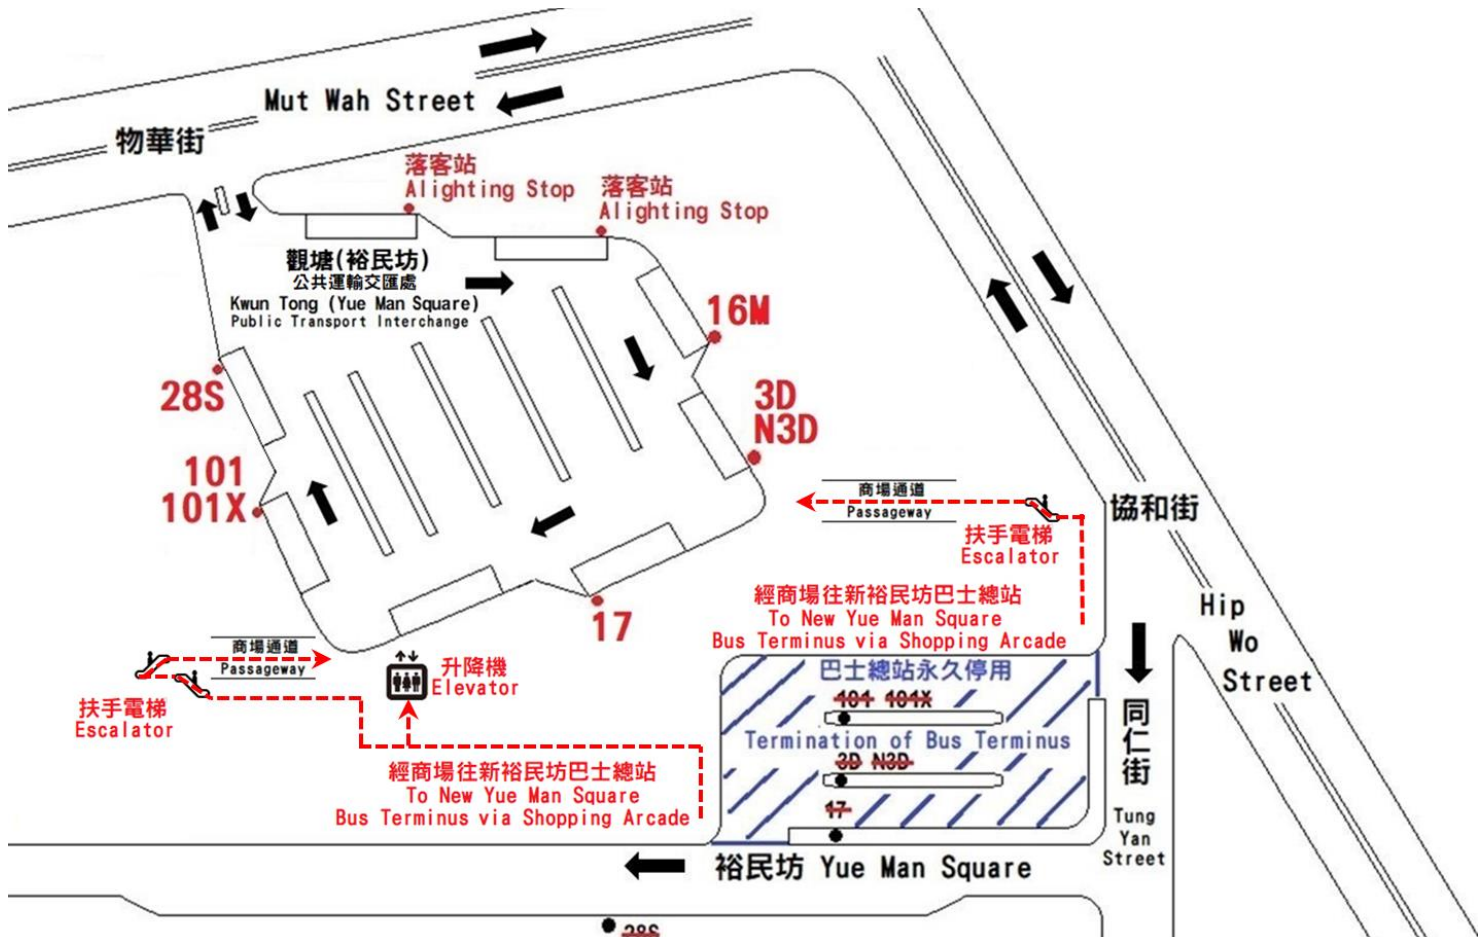 Mut Wah Street
物華街
落客站
Alighting Stop
落客站
Alighting Stop
觀塘(裕民坊)
公共運輸交匯處
Kwun Tong (Yue Man Square)
Public Transport Interchange
16M
28S
3D
N3D
101
101X
商場通道
Passageway
扶手電梯
Escalator
協和街
Hip
Wo
Street
經商場往新裕民坊巴士總站
To New Yue Man Square
Bus Terminus via Shopping Arcade
17
商場通道
Passageway
扶手電梯
Escalator
升降機
Elevator
巴士總站永久停用
101 101X
Termination of Bus Terminus
3D N3D
17
同仁街
Tung
Yan
Street
經商場往新裕民坊巴士總站
To New Yue Man Square
Bus Terminus via Shopping Arcade
裕民坊 Yue Man Square
28S